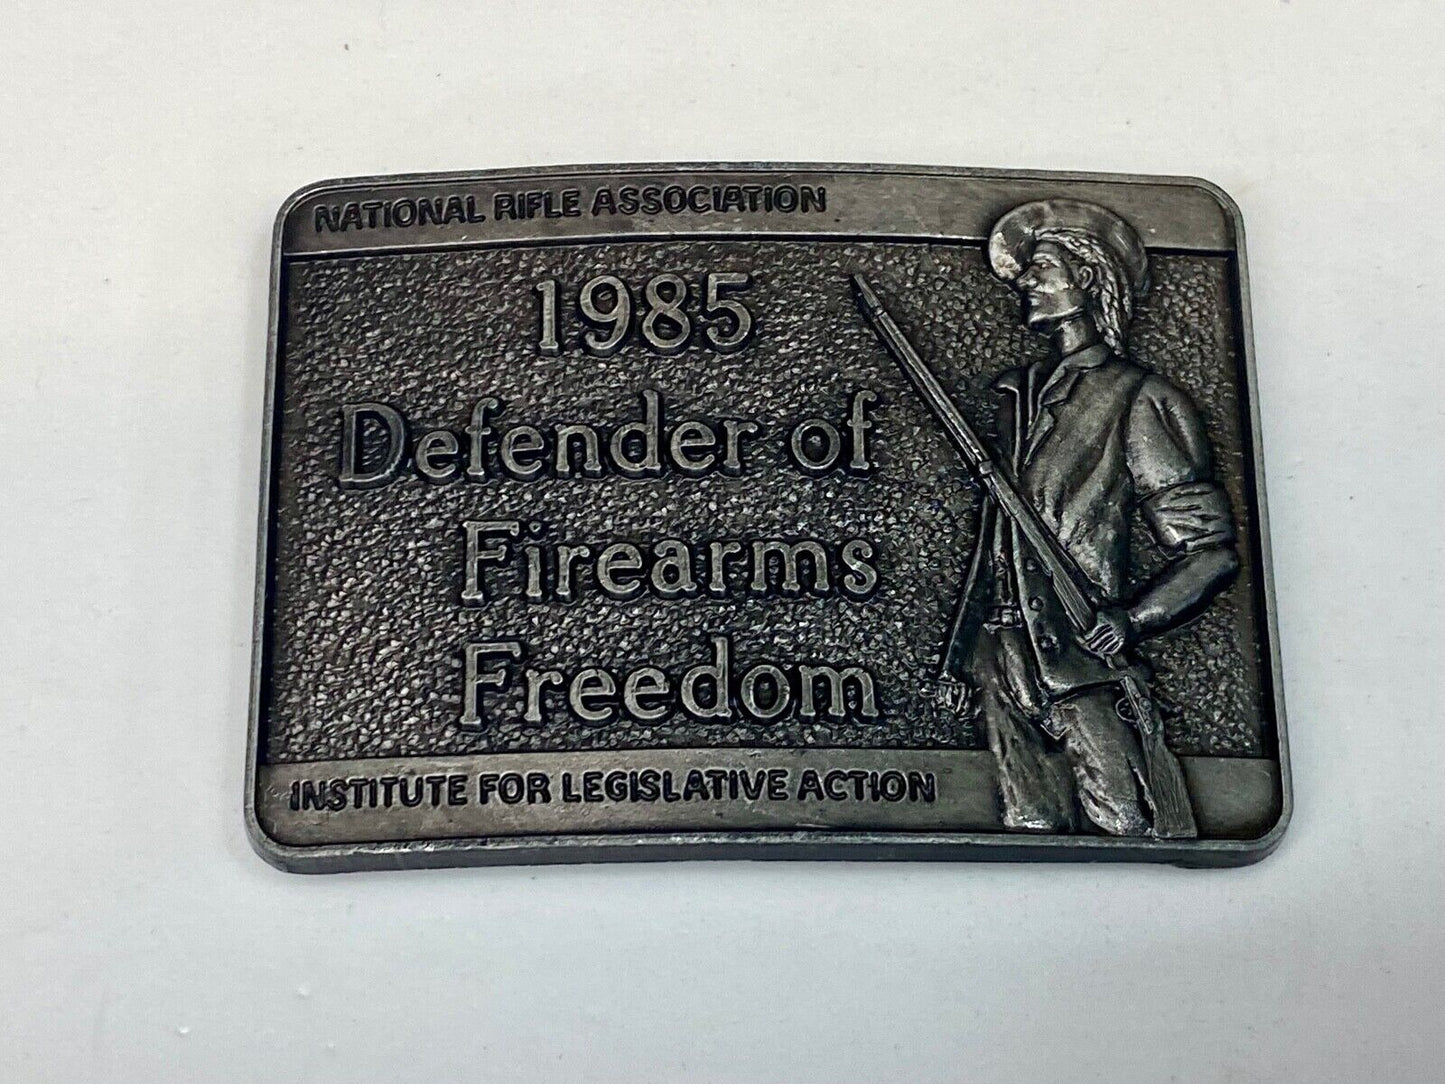 NATIONAL RIFLE ASSOCIATION
1985
Defender of
Firearms
Freedom
INSTITUTE FOR LEGISLATIVE ACTION